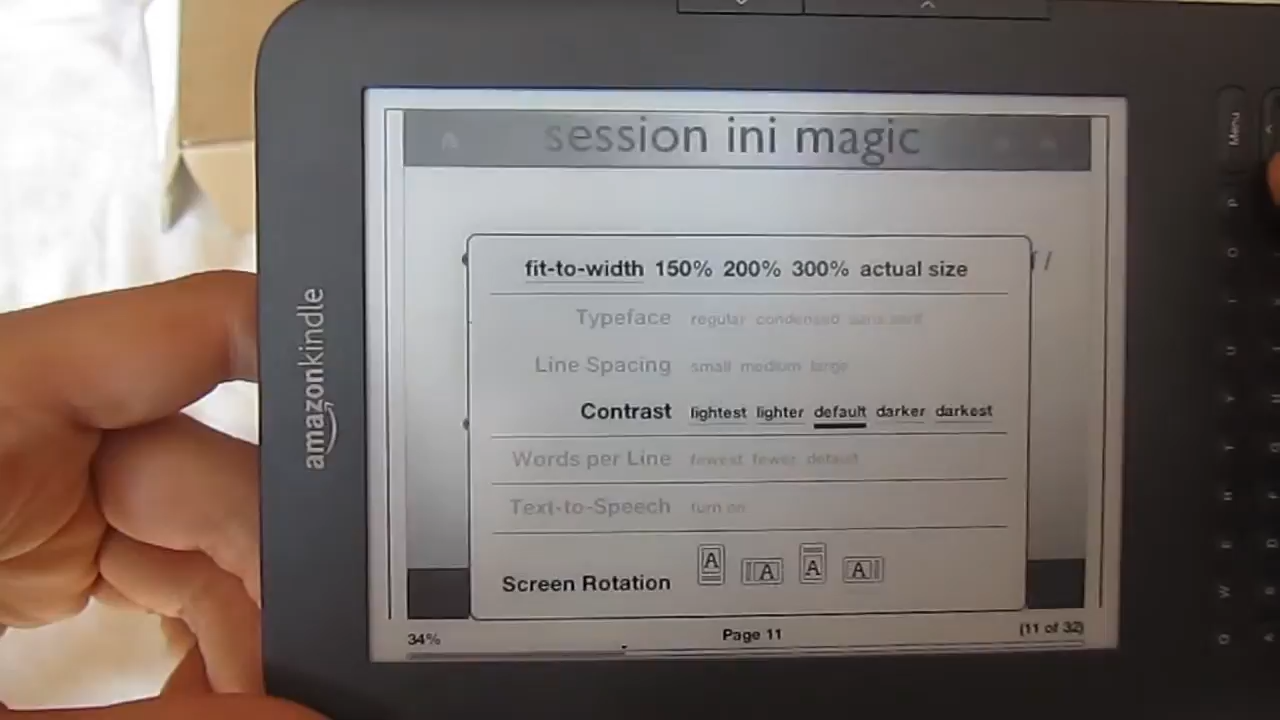 session ini magic
fit-to-width 150% 200% 300% actual size
Typeface regular condensed sans serif
Line Spacing small medium large
Contrast lightest lighter default darker darkest
Words per Line fewest fewer default
Text-to-Speech turn on
Screen Rotation A A A A
34% Page 11 (11 of 32)
amazonkindle
Menu